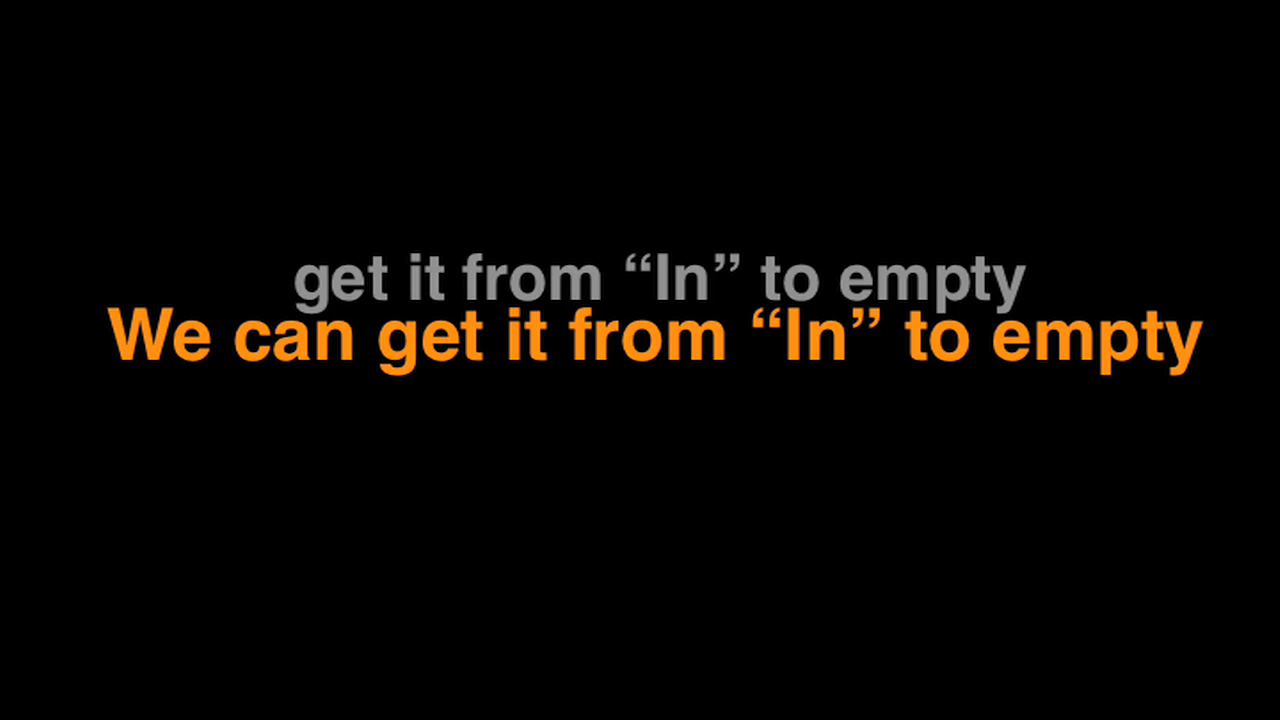 get it from “In” to empty
We can get it from “In” to empty